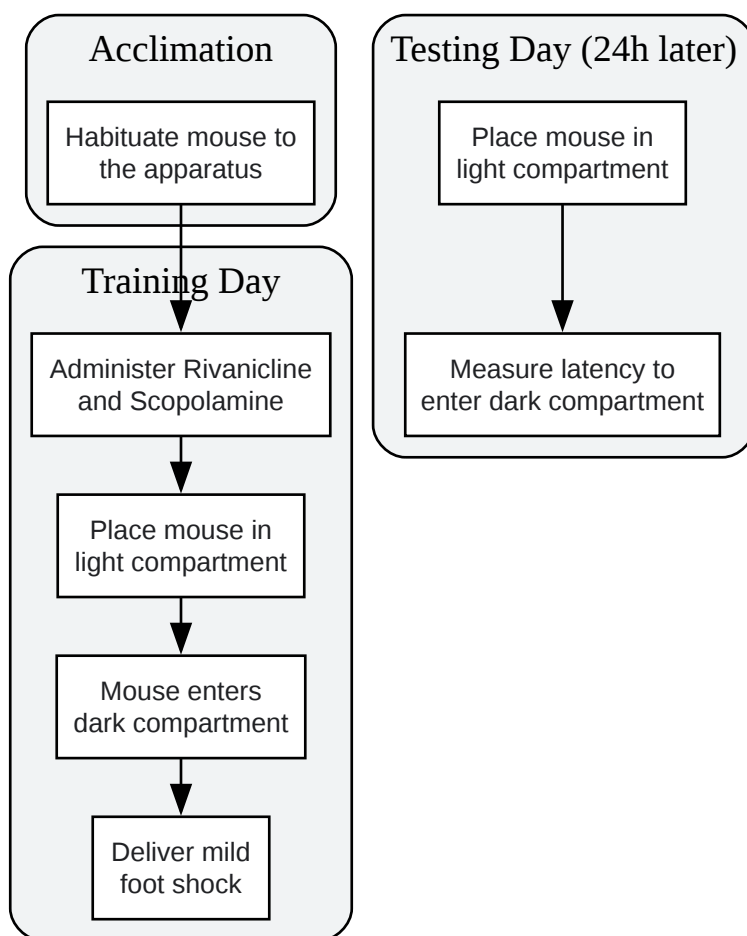 Acclimation
Habituate mouse to
the apparatus
Training Day
Administer Rivanicline
and Scopolamine
Place mouse in
light compartment
Mouse enters
dark compartment
Deliver mild
foot shock
Testing Day (24h later)
Place mouse in
light compartment
Measure latency to
enter dark compartment